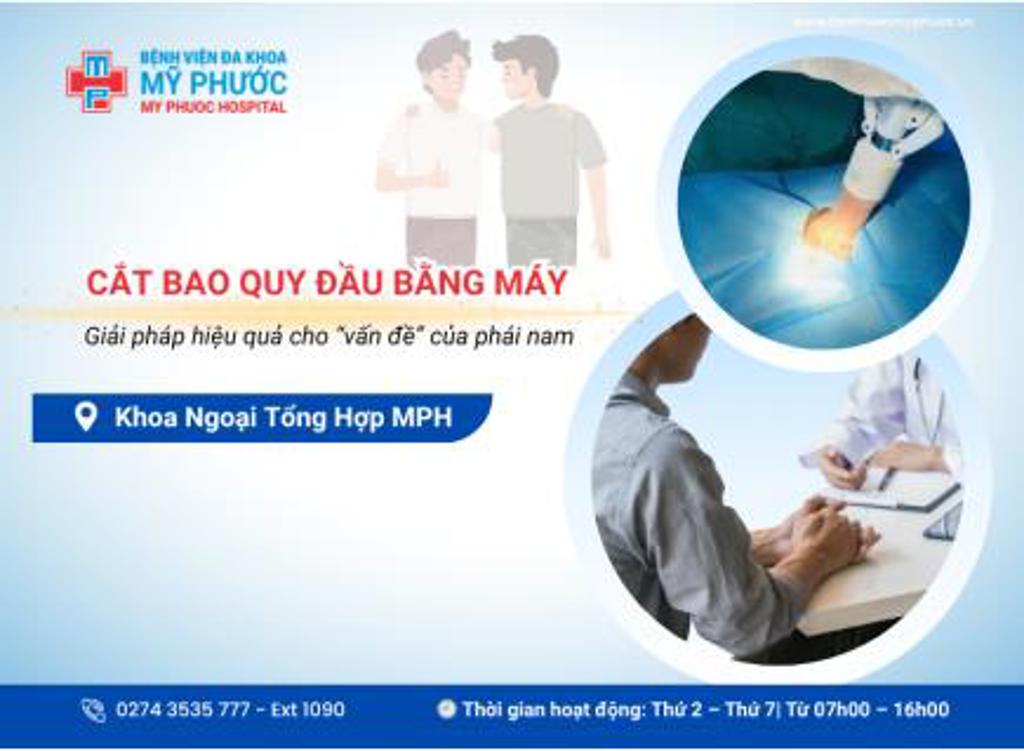 BỆNH VIỆN ĐA KHOA
MỸ PHƯỚC
MY PHUOC HOSPITAL
CẮT BAO QUY ĐẦU BẰNG MÁY
Giải pháp hiệu quả cho “vấn đề” của phái nam
Khoa Ngoại Tổng Hợp MPH
0274 3535 777 - Ext 1090
Thời gian hoạt động: Thứ 2 – Thứ 7| Từ 07h00 – 16h00